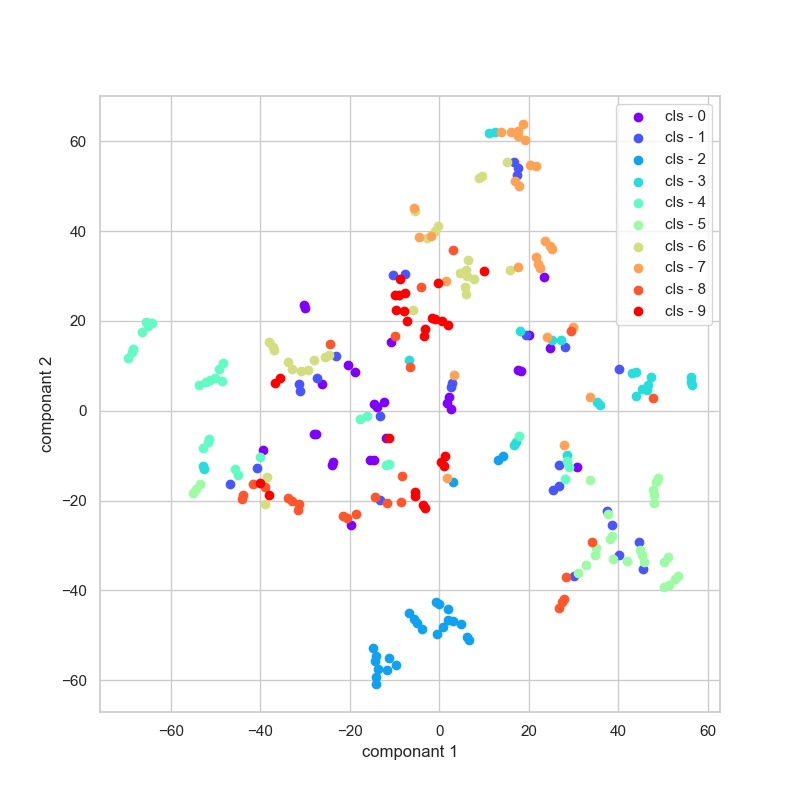 cls - 0
cls - 1
cls - 2
cls - 3
cls - 4
cls - 5
cls - 6
cls - 7
cls - 8
cls - 9
60
40
20
0
−20
−40
−60
componant 2
−60 −40 −20 0 20 40 60
componant 1